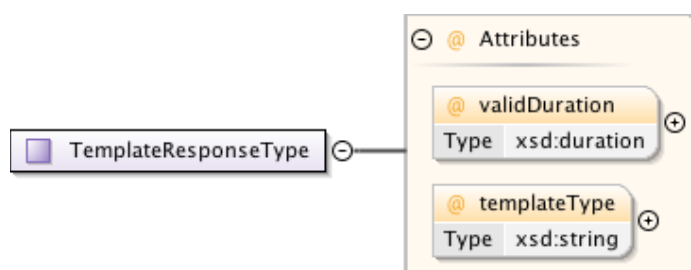 @ Attributes
@ validDuration
Type xsd:duration
TemplateResponseType
@ templateType
Type xsd:string